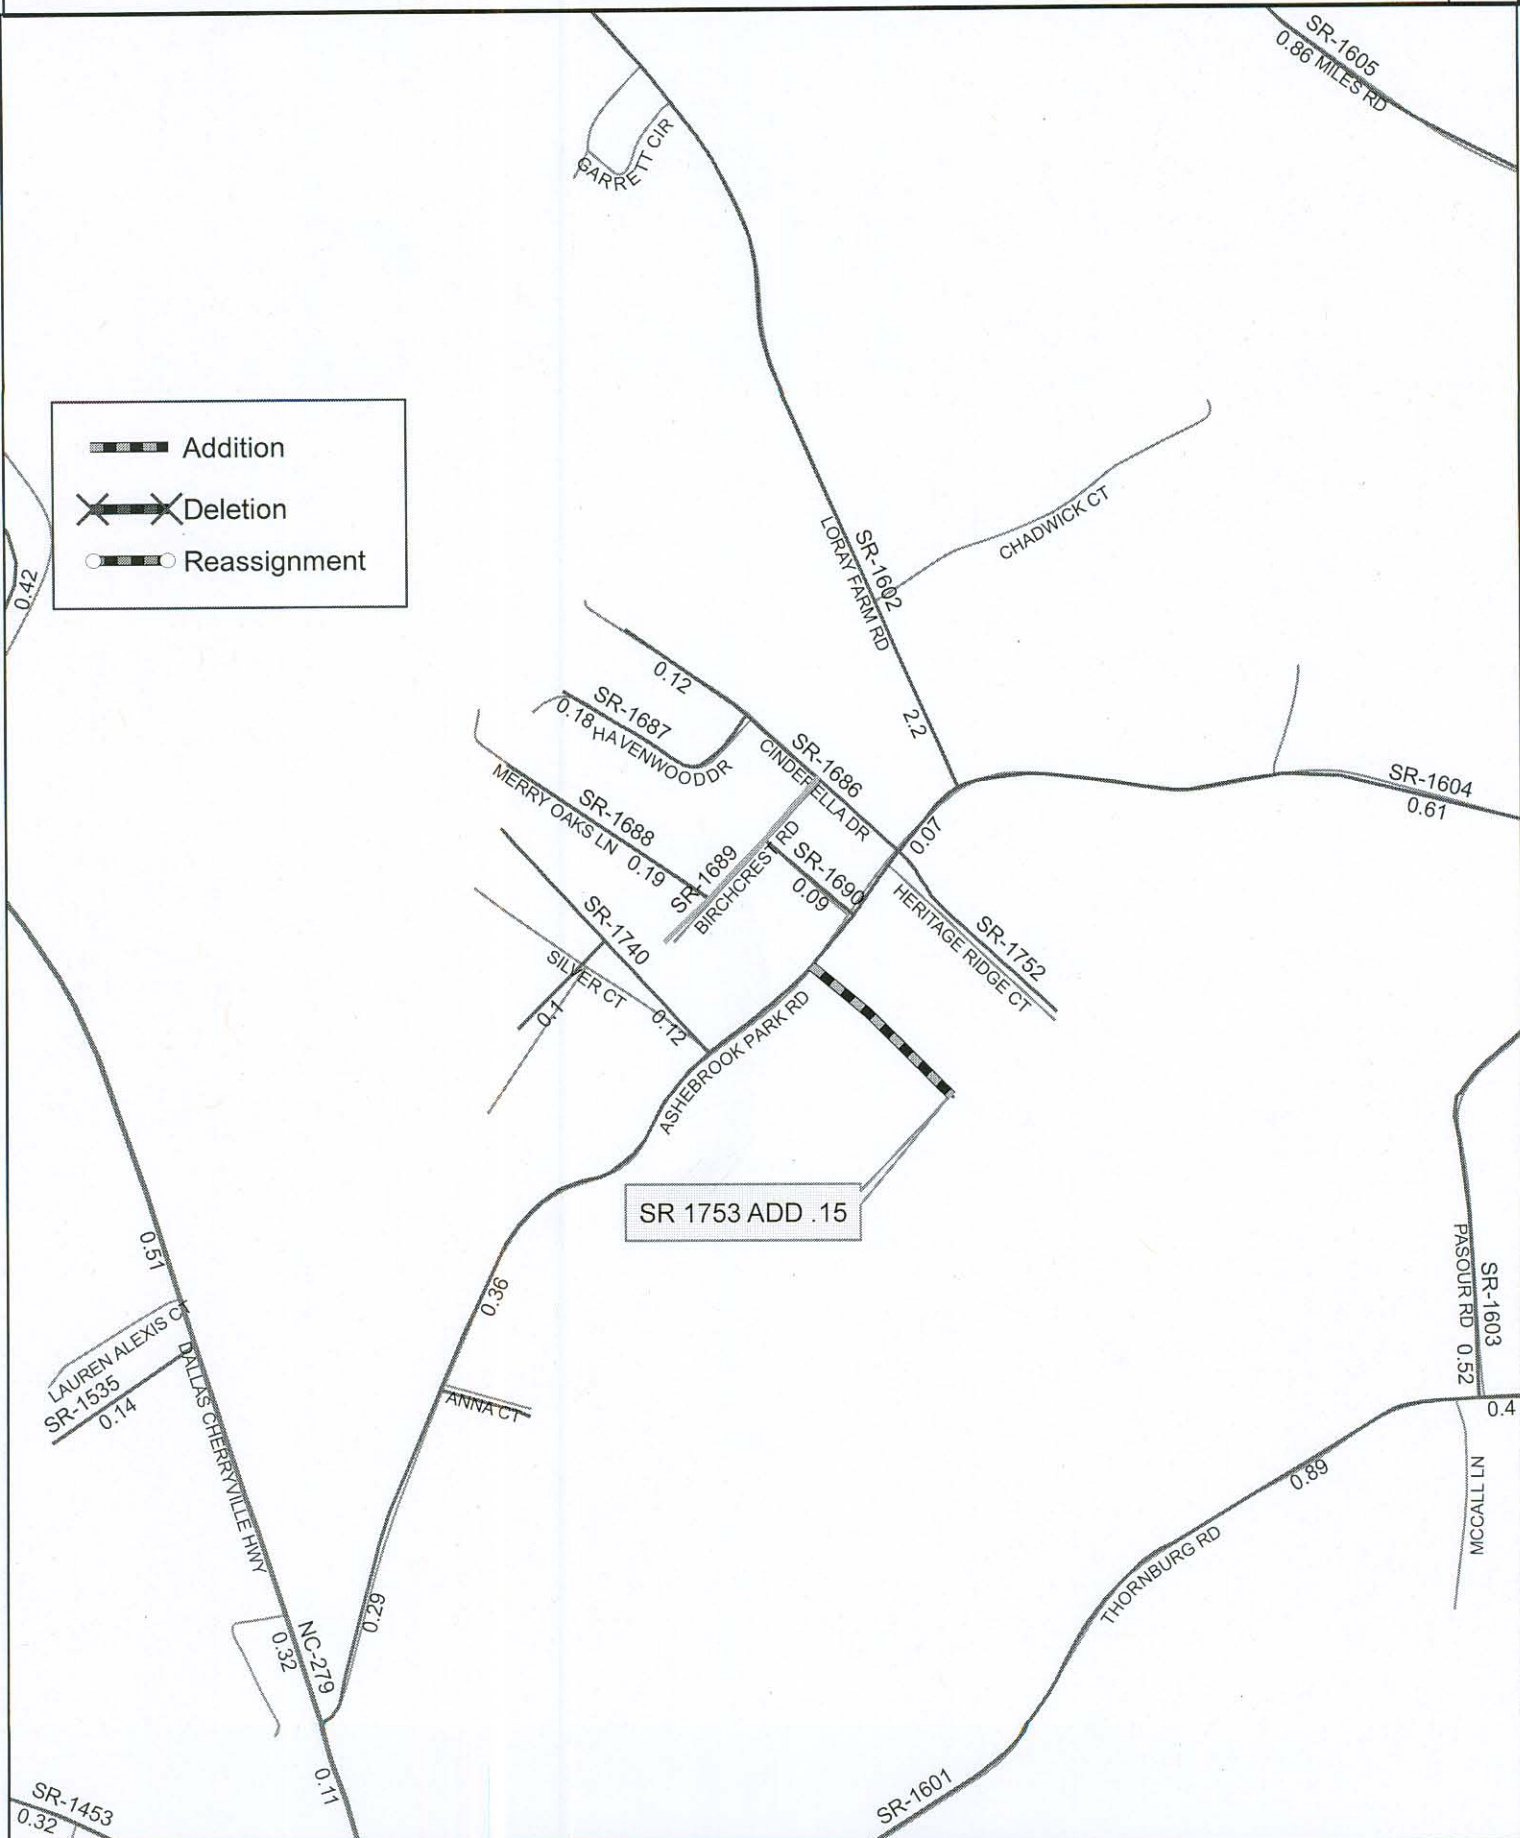 SR-1605
0.86 MILES RD
GARRETT CIR
Addition
Deletion
Reassignment
0.42
SR-1602
LORAY FARM RD
2.2
CHADWICK CT
0.12
SR-1687
0.18 HAVENWOOD DR
SR-1686
CINDERELLA DR
MERRY OAKS LN 0.19
SR-1688
SR-1689
BIRCHCREST RD
SR-1690
0.09
0.07
SR-1604
0.61
HERITAGE RIDGE CT
SR-1752
SR-1740
SILVER CT
0.1
0.12
ASHEBROOK PARK RD
SR 1753 ADD .15
0.51
0.36
LAUREN ALEXIS CT
SR-1535
0.14
DALLAS CHERRYVILLE HWY
ANNA CT
PASOUR RD 0.52
SR-1603
0.4
0.89
MCCALL LN
THORNBURG RD
0.29
NC-279
0.32
0.11
SR-1601
SR-1453
0.32